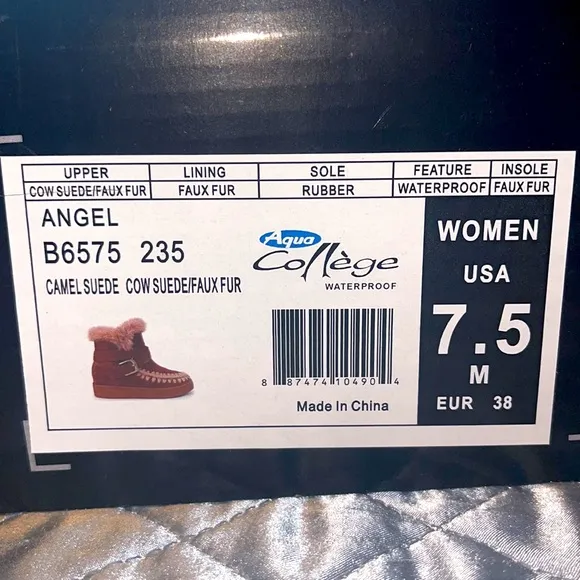 UPPER LINING SOLE FEATURE INSOLE
COW SUEDE/FAUX FUR FAUX FUR RUBBER WATERPROOF FAUX FUR
ANGEL
B6575 235
CAMEL SUEDE COW SUEDE/FAUX FUR
Aqua
Collège
WATERPROOF
8 87474 10490 4
Made In China
WOMEN
USA
7.5
M
EUR 38